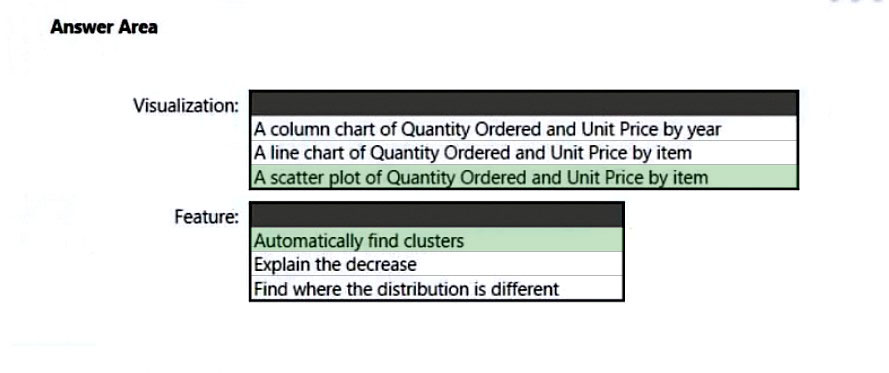 Answer Area
Visualization:
A column chart of Quantity Ordered and Unit Price by year
A line chart of Quantity Ordered and Unit Price by item
A scatter plot of Quantity Ordered and Unit Price by item
Feature:
Automatically find clusters
Explain the decrease
Find where the distribution is different